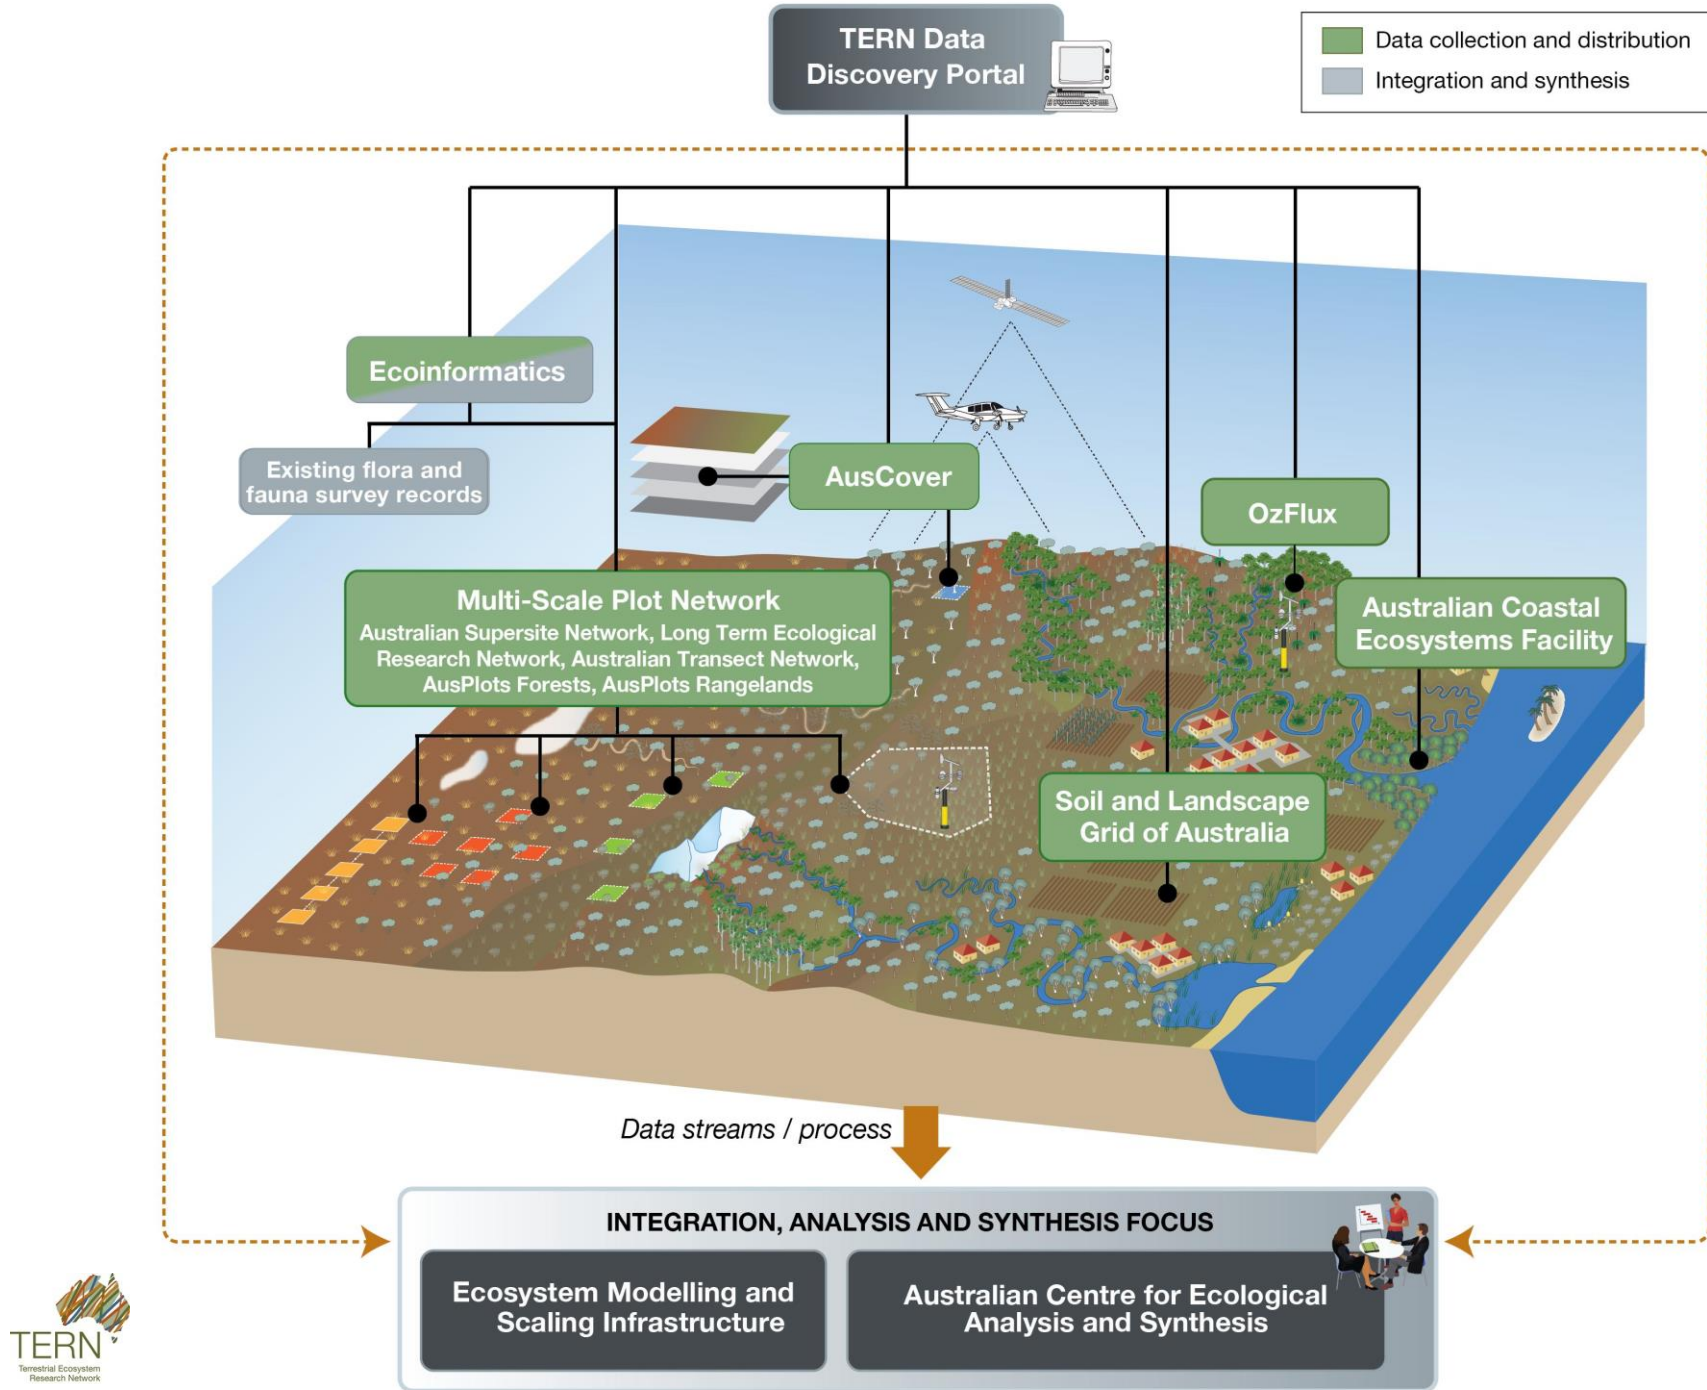 TERN Data
Discovery Portal
Data collection and distribution
Integration and synthesis
Ecoinformatics
Existing flora and
fauna survey records
AusCover
OzFlux
Multi-Scale Plot Network
Australian Supersite Network, Long Term Ecological
Research Network, Australian Transect Network,
AusPlots Forests, AusPlots Rangelands
Australian Coastal
Ecosystems Facility
Soil and Landscape
Grid of Australia
Data streams / process
INTEGRATION, ANALYSIS AND SYNTHESIS FOCUS
Ecosystem Modelling and
Scaling Infrastructure
Australian Centre for Ecological
Analysis and Synthesis
TERN
Terrestrial Ecosystem
Research Network